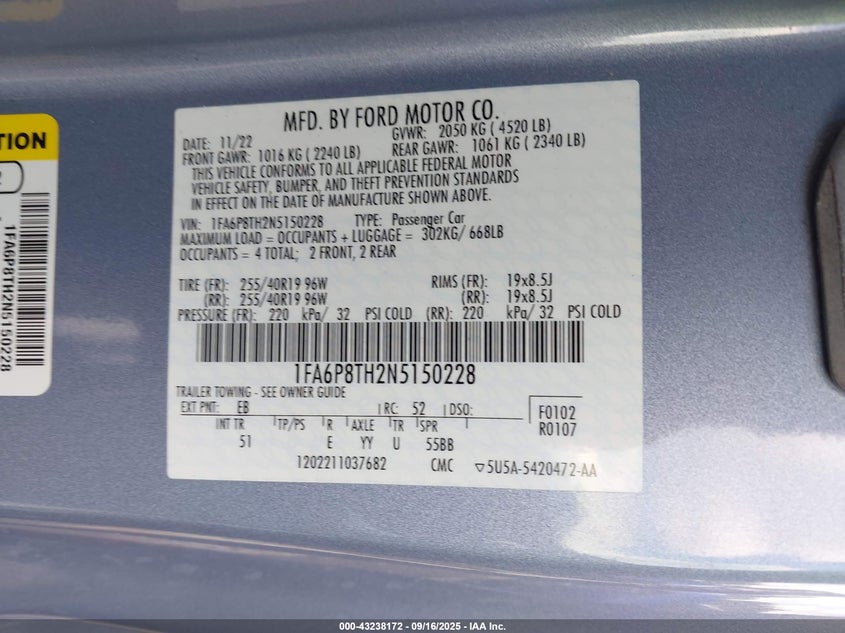 MFD. BY FORD MOTOR CO.
DATE: 11/22 GVWR: 2050 KG ( 4520 LB)
FRONT GAWR: 1016 KG ( 2240 LB) REAR GAWR: 1061 KG ( 2340 LB)
THIS VEHICLE CONFORMS TO ALL APPLICABLE FEDERAL MOTOR
VEHICLE SAFETY, BUMPER, AND THEFT PREVENTION STANDARDS
IN EFFECT ON THE DATE OF MANUFACTURE SHOWN ABOVE.
VIN: 1FA6P8TH2N5150228 TYPE: Passenger Car
MAXIMUM LOAD = OCCUPANTS + LUGGAGE = 302KG/ 668LB
OCCUPANTS = 4 TOTAL; 2 FRONT, 2 REAR
TIRE (FR): 255/40R19 96W RIMS (FR): 19x8.5J
(RR): 255/40R19 96W (RR): 19x8.5J
PRESSURE (FR): 220 kPa/ 32 PSI COLD (RR): 220 kPa/ 32 PSI COLD
1FA6P8TH2N5150228
TRAILER TOWING - SEE OWNER GUIDE
EXT PNT: EB RC: 52 DSO: F0102
INT TR TP/PS R AXLE TR SPR R0107
51 E YY U 55BB
1202211037682 CMC ▽5U5A-5420472-AA
TION
1FA6P8TH2N5150228
000-43238172 - 09/16/2025 - IAA Inc.